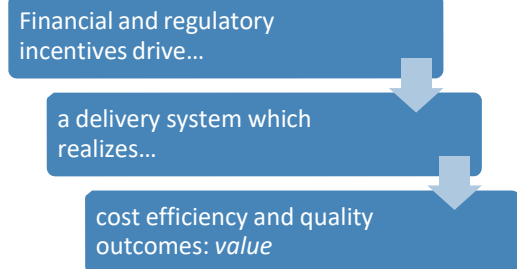 Financial and regulatory
incentives drive…
a delivery system which
realizes…
cost efficiency and quality
outcomes: value